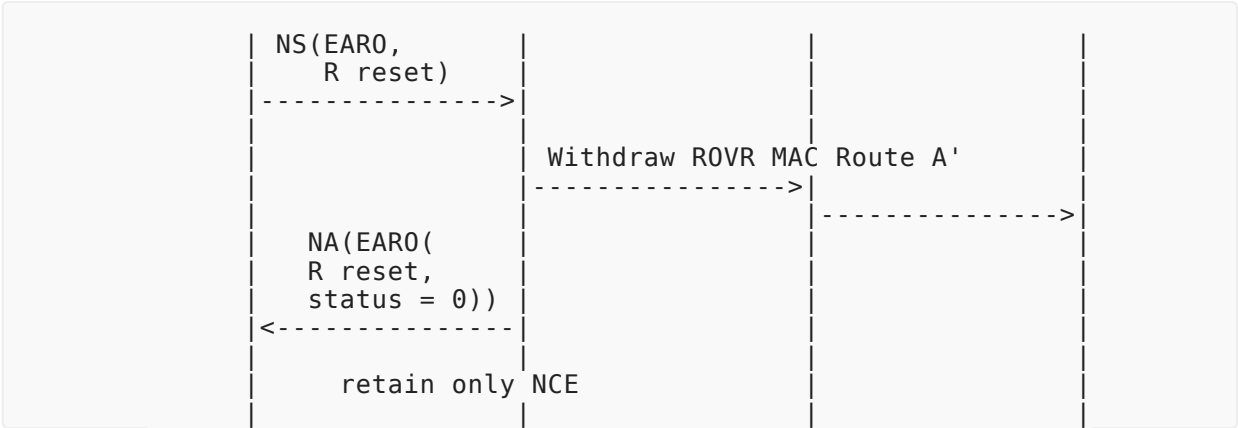 NS(EARO,
R reset)
Withdraw ROVR MAC Route A'
NA(EARO(
R reset,
status = 0))
retain only NCE